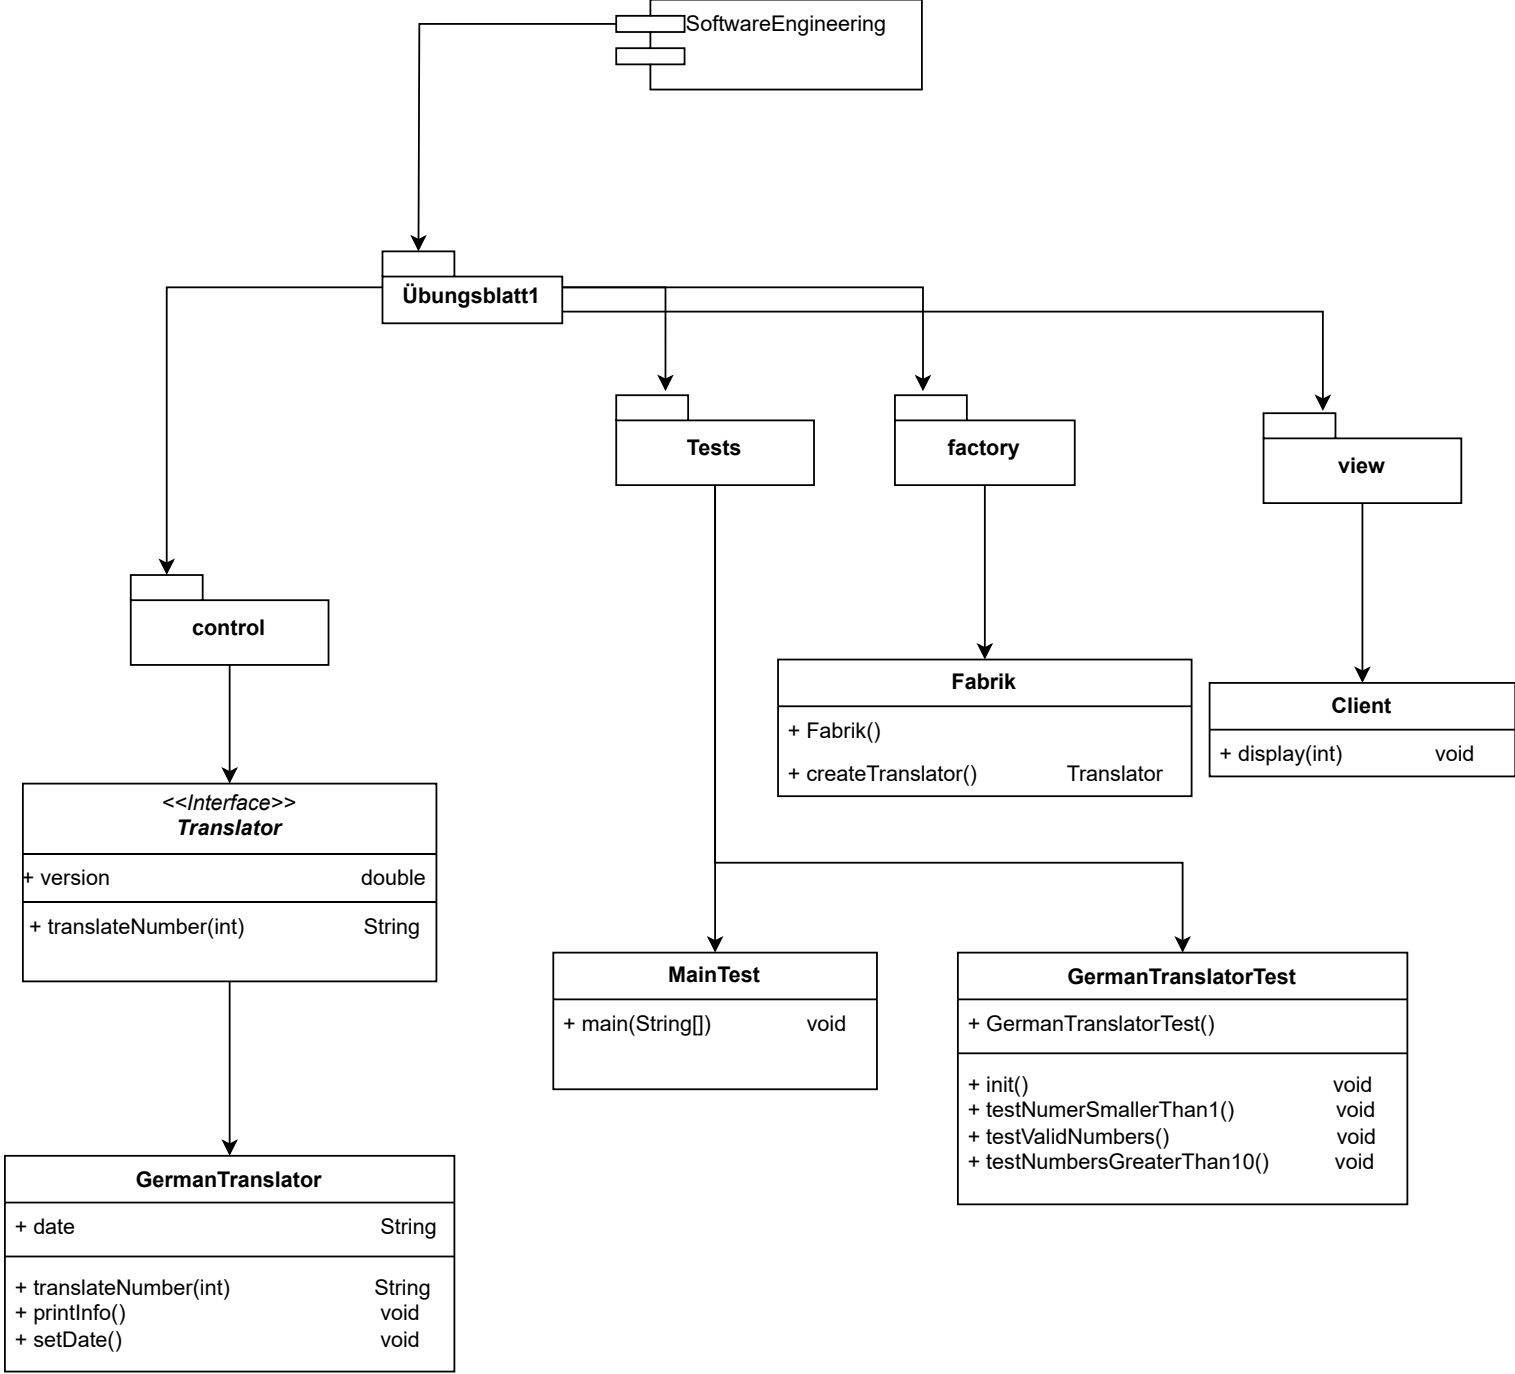 SoftwareEngineering
Übungsblatt1
Tests
factory
view
control
Fabrik
+ Fabrik()
+ createTranslator() Translator
Client
+ display(int) void
<<Interface>>
Translator
+ version double
+ translateNumber(int) String
MainTest
+ main(String[]) void
GermanTranslatorTest
+ GermanTranslatorTest()
+ init() void
+ testNumerSmallerThan1() void
+ testValidNumbers() void
+ testNumbersGreaterThan10() void
GermanTranslator
+ date String
+ translateNumber(int) String
+ printInfo() void
+ setDate() void